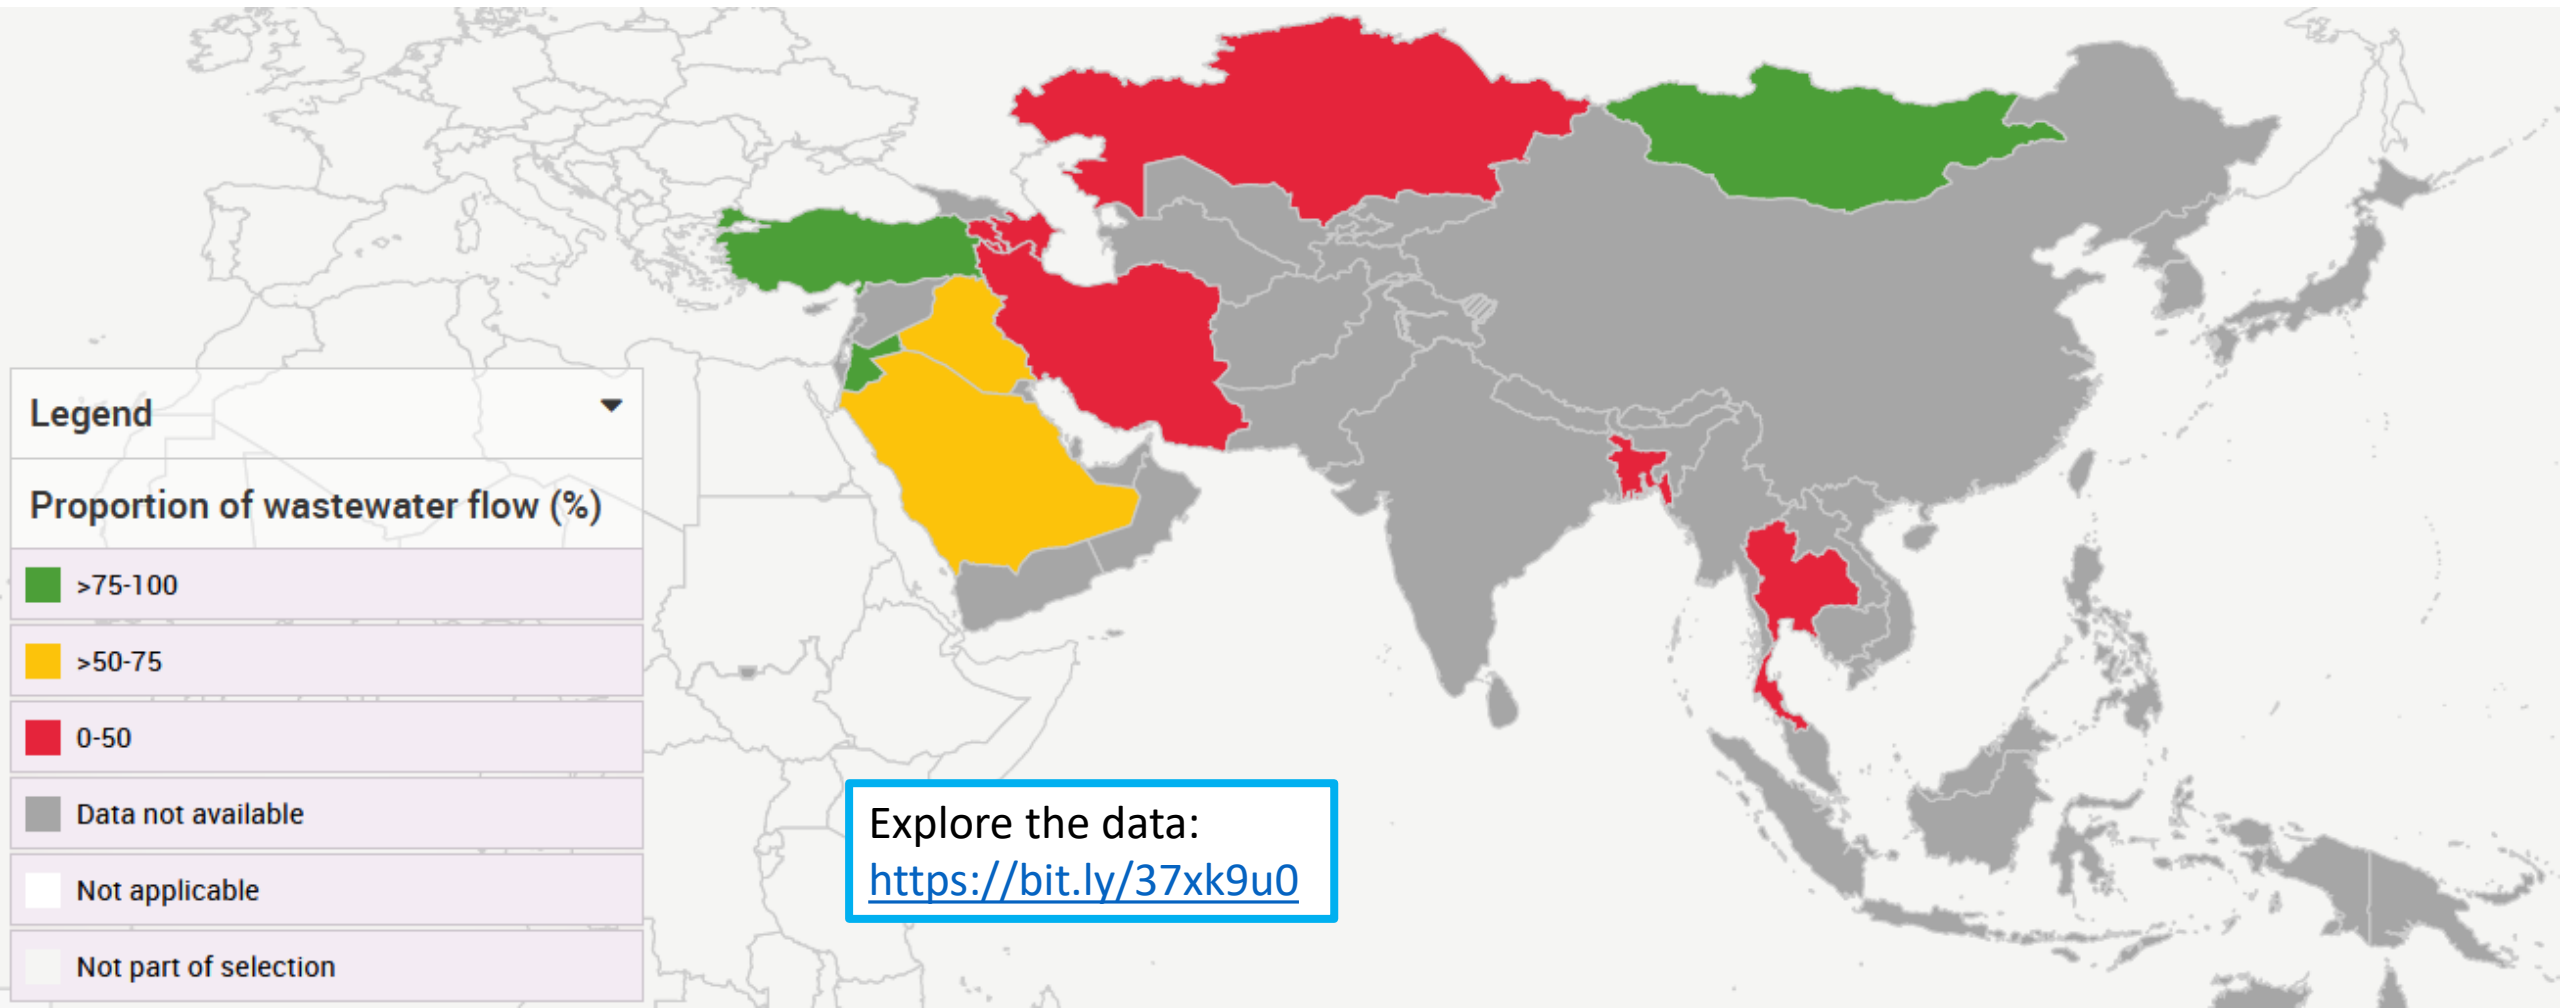 Legend
Proportion of wastewater flow (%)
>75-100
>50-75
0-50
Data not available
Not applicable
Not part of selection
Explore the data:
https://bit.ly/37xk9u0